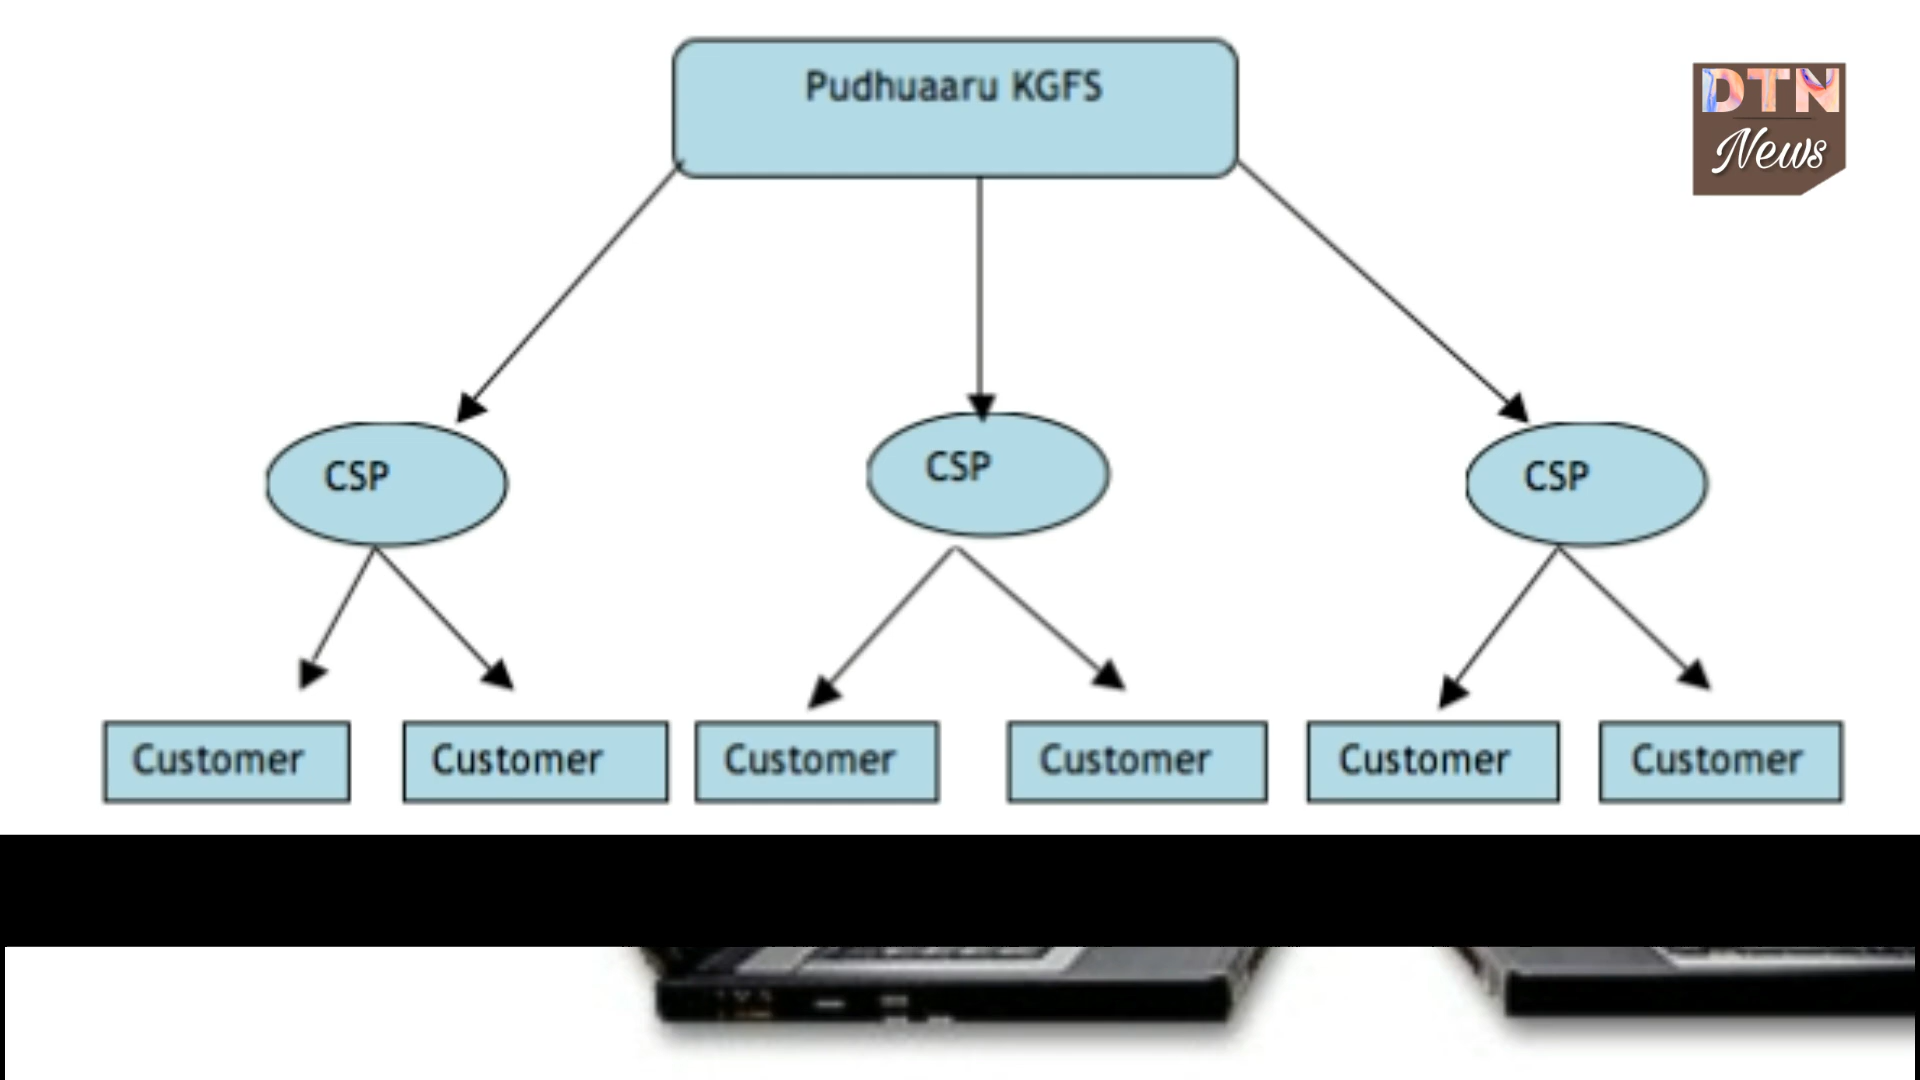 Pudhuaaru KGFS
DTN
News
CSP
CSP
CSP
Customer
Customer
Customer
Customer
Customer
Customer